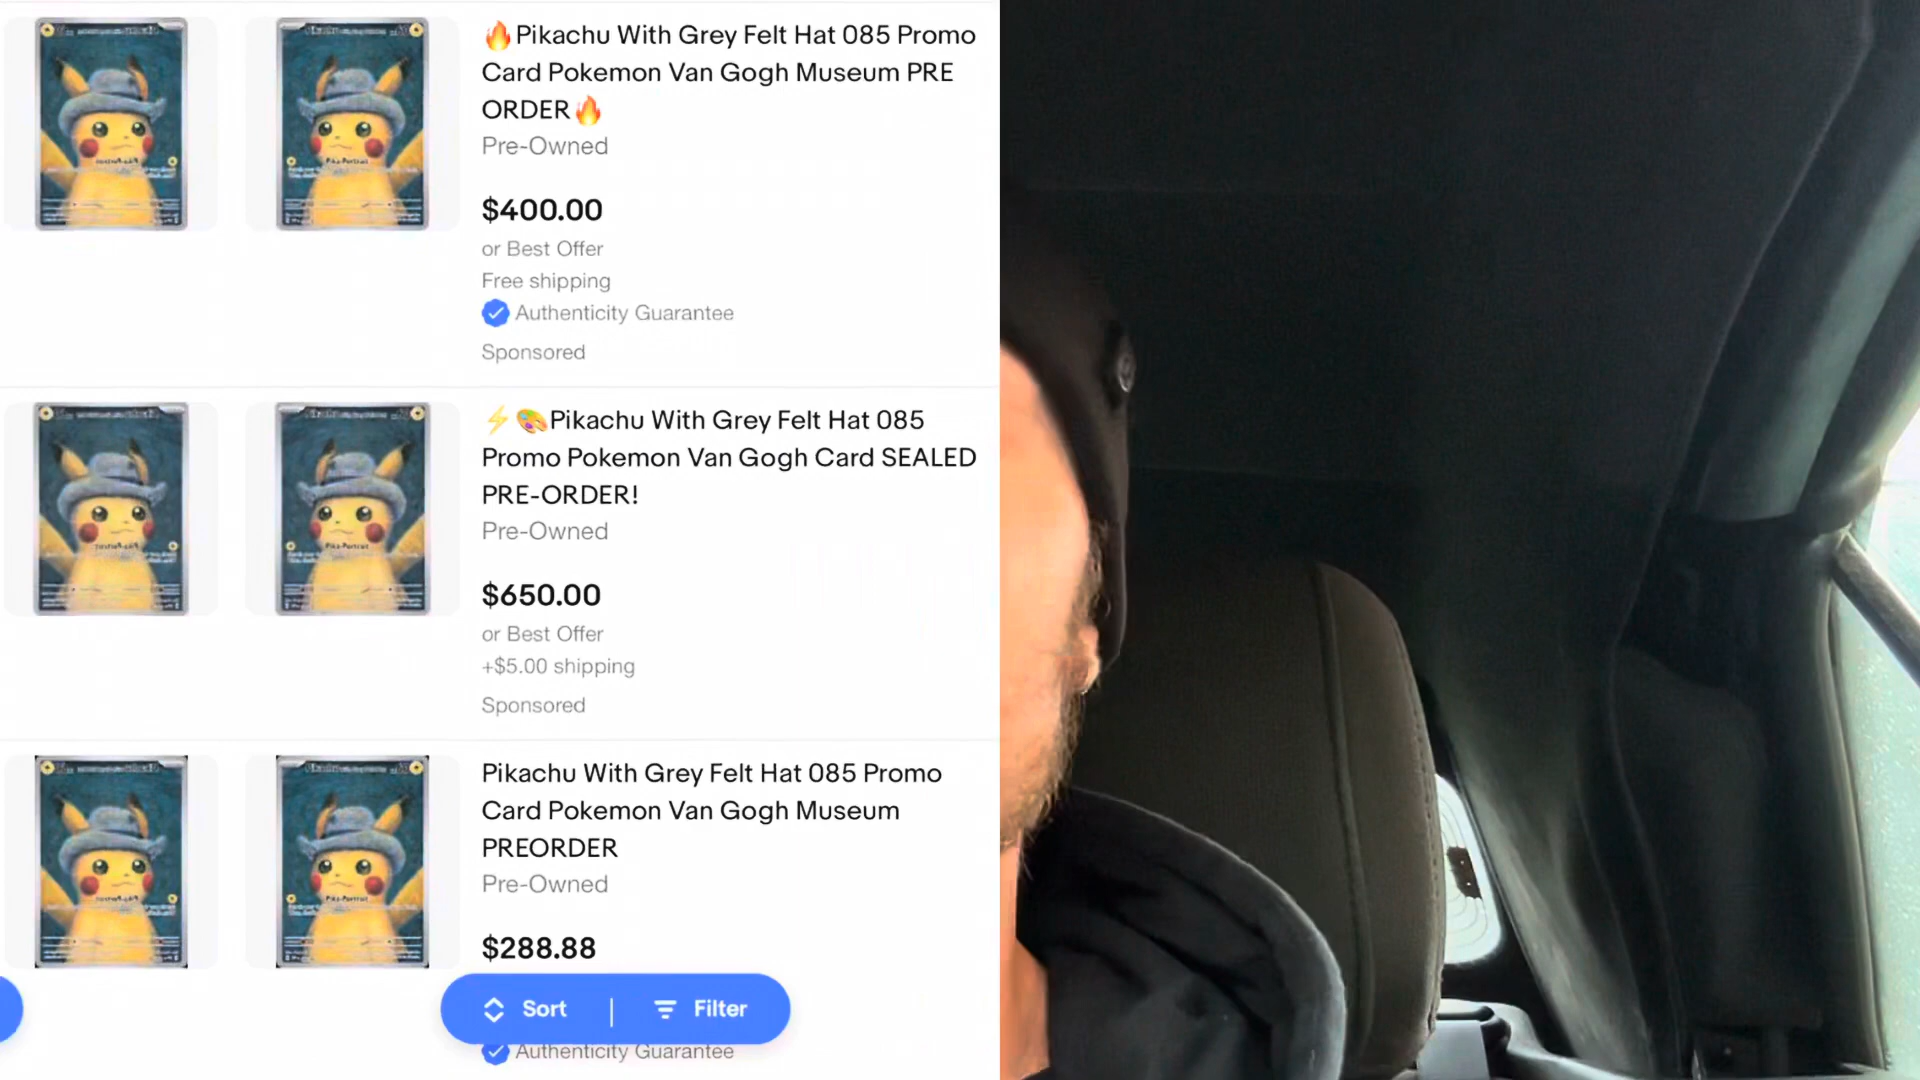 🔥Pikachu With Grey Felt Hat 085 Promo
Card Pokemon Van Gogh Museum PRE
ORDER🔥
Pre-Owned
$400.00
or Best Offer
Free shipping
Authenticity Guarantee
Sponsored
⚡🎨Pikachu With Grey Felt Hat 085
Promo Pokemon Van Gogh Card SEALED
PRE-ORDER!
Pre-Owned
$650.00
or Best Offer
+$5.00 shipping
Sponsored
Pikachu With Grey Felt Hat 085 Promo
Card Pokemon Van Gogh Museum
PREORDER
Pre-Owned
$288.88
Sort | Filter
Authenticity Guarantee